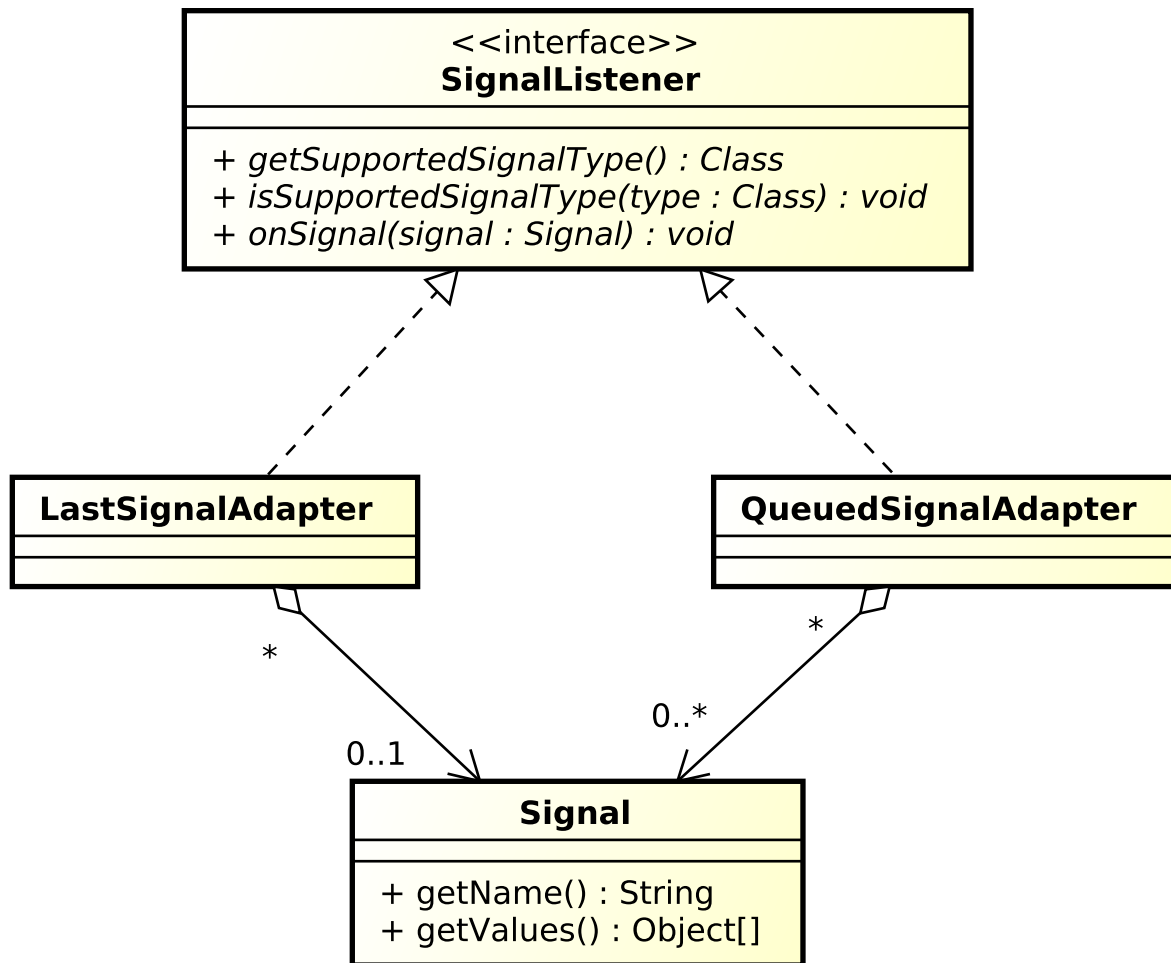 <<interface>>
SignalListener
+ getSupportedSignalType() : Class
+ isSupportedSignalType(type : Class) : void
+ onSignal(signal : Signal) : void
LastSignalAdapter
QueuedSignalAdapter
*
*
0..*
0..1
Signal
+ getName() : String
+ getValues() : Object[]